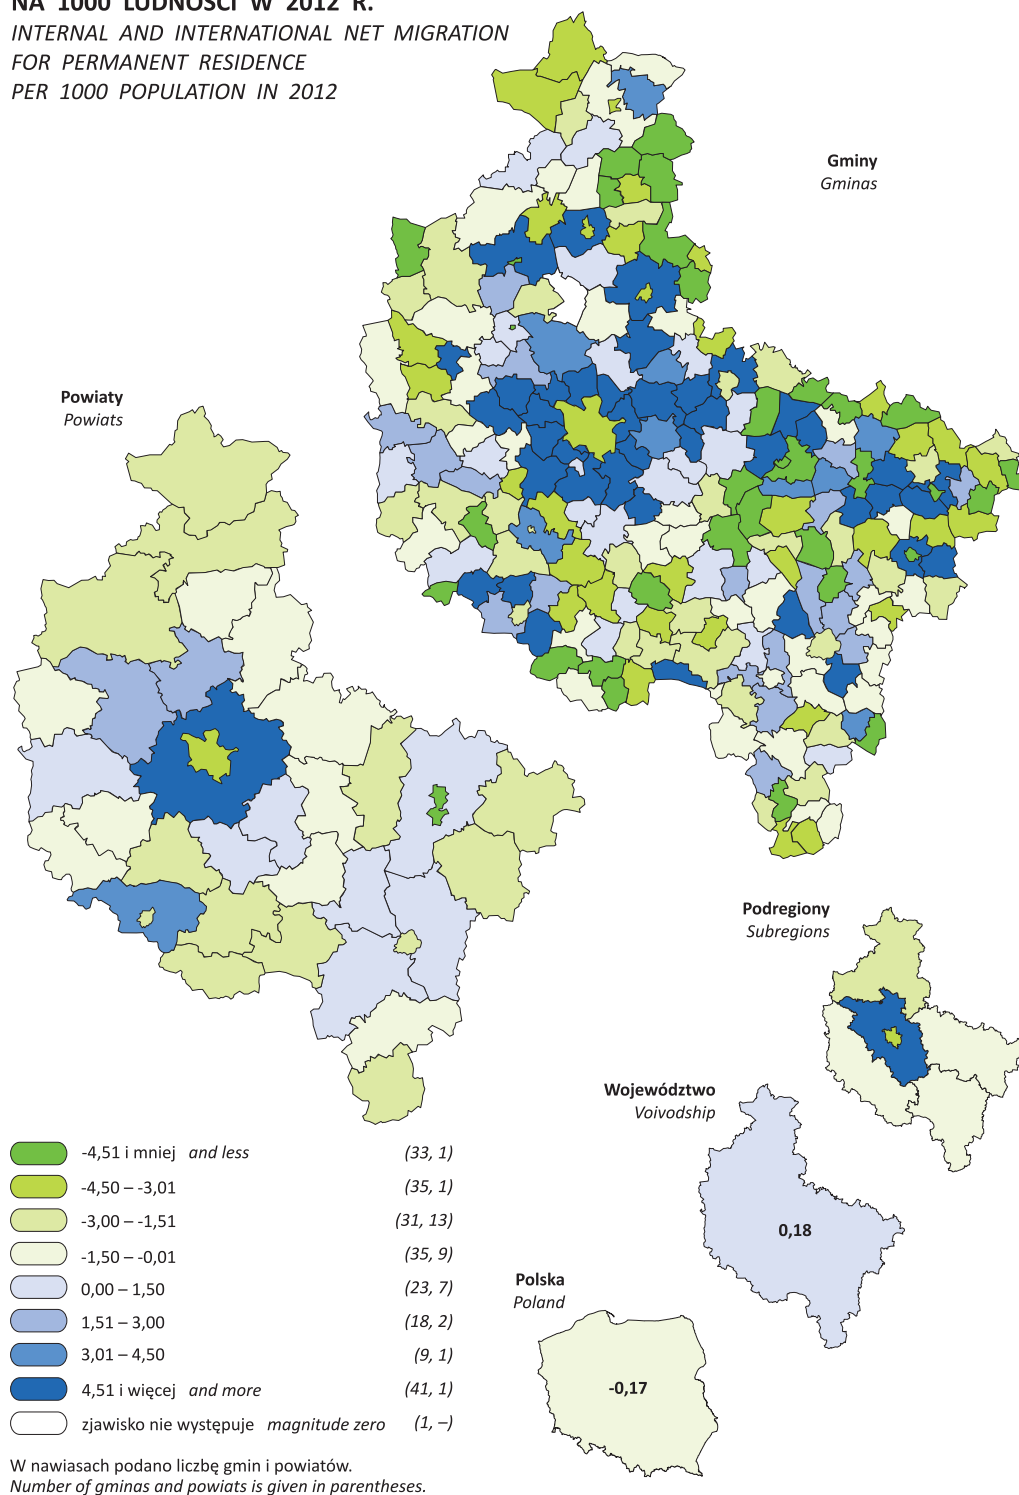 NA 1000 LUDNOŚCI W 2012 R.
INTERNAL AND INTERNATIONAL NET MIGRATION
FOR PERMANENT RESIDENCE
PER 1000 POPULATION IN 2012
Gminy
Gminas
Powiaty
Powiats
Podregiony
Subregions
Województwo
Voivodship
0,18
Polska
Poland
-0,17
-4,51 i mniej and less (33, 1)
-4,50 – -3,01 (35, 1)
-3,00 – -1,51 (31, 13)
-1,50 – -0,01 (35, 9)
0,00 – 1,50 (23, 7)
1,51 – 3,00 (18, 2)
3,01 – 4,50 (9, 1)
4,51 i więcej and more (41, 1)
zjawisko nie występuje magnitude zero (1, –)
W nawiasach podano liczbę gmin i powiatów.
Number of gminas and powiats is given in parentheses.